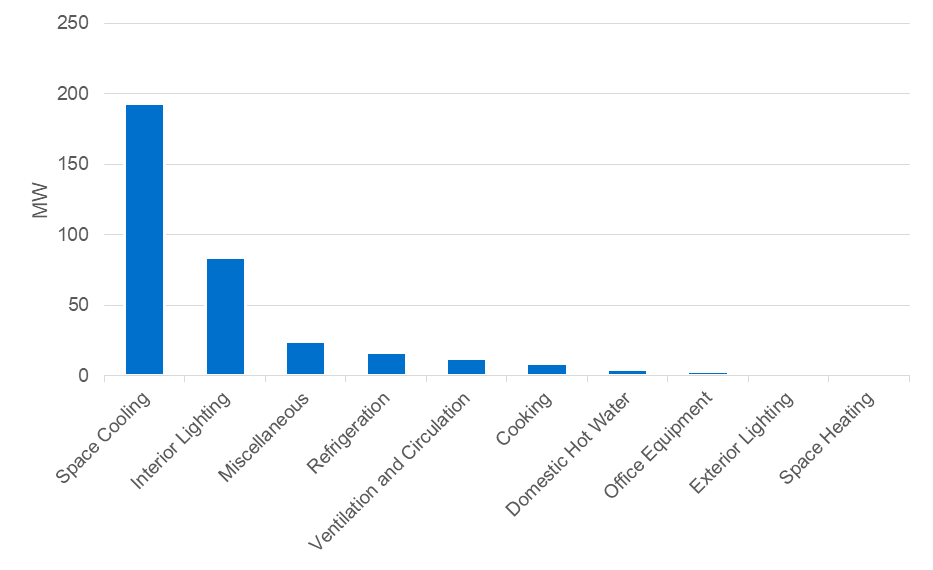 250
200
150
100
50
0
MW
Space Cooling
Interior Lighting
Miscellaneous
Refrigeration
Ventilation and Circulation
Cooking
Domestic Hot Water
Office Equipment
Exterior Lighting
Space Heating